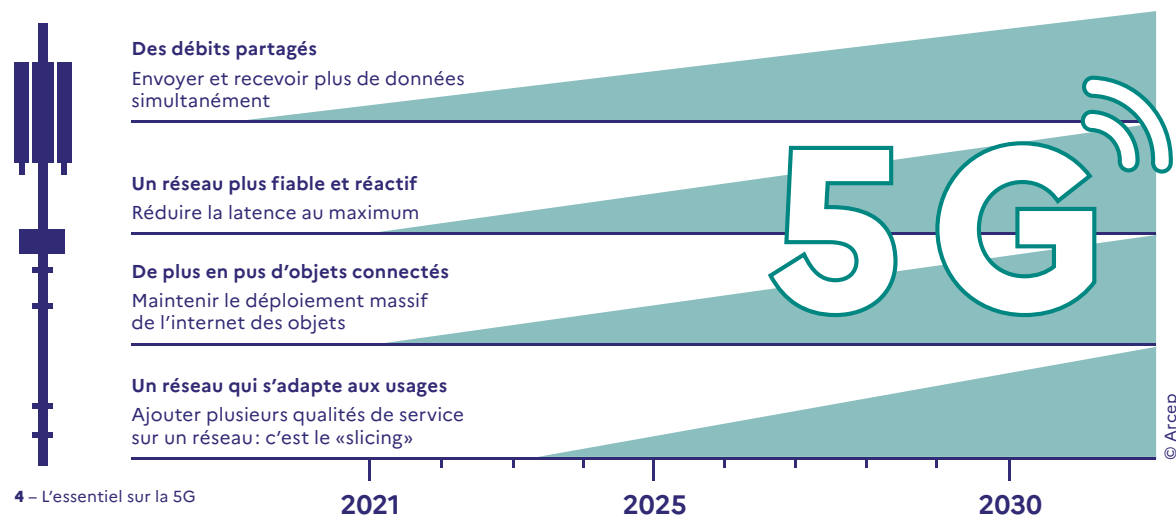 Des débits partagés
Envoyer et recevoir plus de données
simultanément
Un réseau plus fiable et réactif
Réduire la latence au maximum
De plus en pus d’objets connectés
Maintenir le déploiement massif
de l’internet des objets
Un réseau qui s’adapte aux usages
Ajouter plusieurs qualités de service
sur un réseau : c’est le «slicing»
5G
© Arcep
2021
2025
2030
4 – L’essentiel sur la 5G